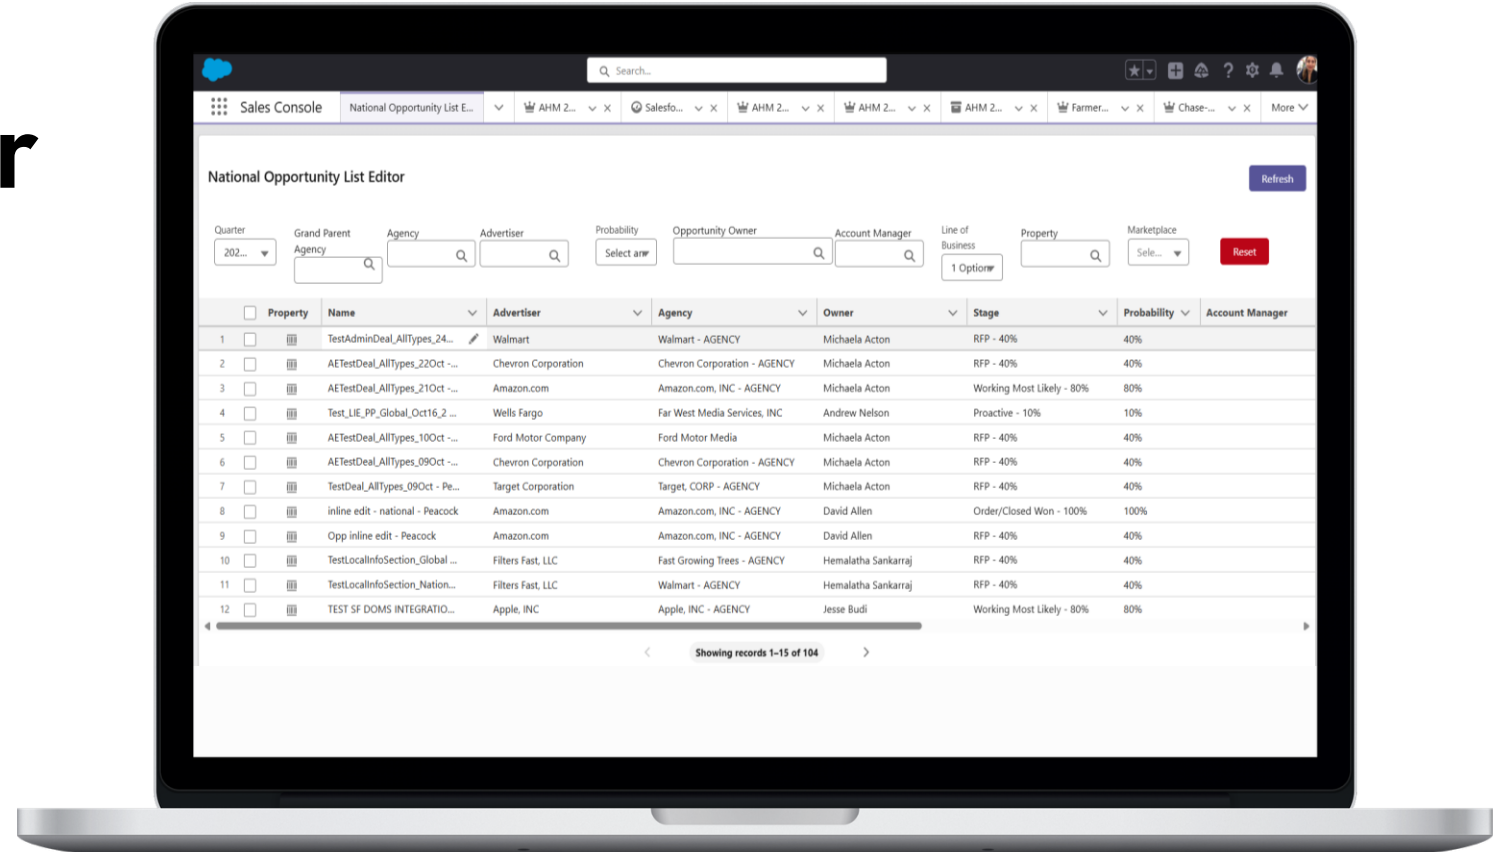 r
Search...
Sales Console
National Opportunity List E...
AHM 2...
Salesfo...
AHM 2...
AHM 2...
AHM 2...
Farmer...
Chase-...
More
National Opportunity List Editor
Refresh
Quarter
202...
Grand Parent
Agency
Agency
Advertiser
Probability
Select an
Opportunity Owner
Account Manager
Line of
Business
1 Option
Property
Marketplace
Sele...
Reset
Property Name Advertiser Agency Owner Stage Probability Account Manager
1 TestAdminDeal_AllTypes_24... Walmart Walmart - AGENCY Michaela Acton RFP - 40% 40%
2 AETestDeal_AllTypes_22Oct -... Chevron Corporation Chevron Corporation - AGENCY Michaela Acton RFP - 40% 40%
3 AETestDeal_AllTypes_21Oct -... Amazon.com Amazon.com, INC - AGENCY Michaela Acton Working Most Likely - 80% 80%
4 Test_LIE_PP_Global_Oct16_2 ... Wells Fargo Far West Media Services, INC Andrew Nelson Proactive - 10% 10%
5 AETestDeal_AllTypes_10Oct -... Ford Motor Company Ford Motor Media Michaela Acton RFP - 40% 40%
6 AETestDeal_AllTypes_09Oct -... Chevron Corporation Chevron Corporation - AGENCY Michaela Acton RFP - 40% 40%
7 TestDeal_AllTypes_09Oct - Pe... Target Corporation Target, CORP - AGENCY Michaela Acton RFP - 40% 40%
8 inline edit - national - Peacock Amazon.com Amazon.com, INC - AGENCY David Allen Order/Closed Won - 100% 100%
9 Opp inline edit - Peacock Amazon.com Amazon.com, INC - AGENCY David Allen RFP - 40% 40%
10 TestLocalInfoSection_Global ... Filters Fast, LLC Fast Growing Trees - AGENCY Hemalatha Sankarraj RFP - 40% 40%
11 TestLocalInfoSection_Nation... Filters Fast, LLC Walmart - AGENCY Hemalatha Sankarraj RFP - 40% 40%
12 TEST SF DOMS INTEGRATIO... Apple, INC Apple, INC - AGENCY Jesse Budi Working Most Likely - 80% 80%
Showing records 1–15 of 104